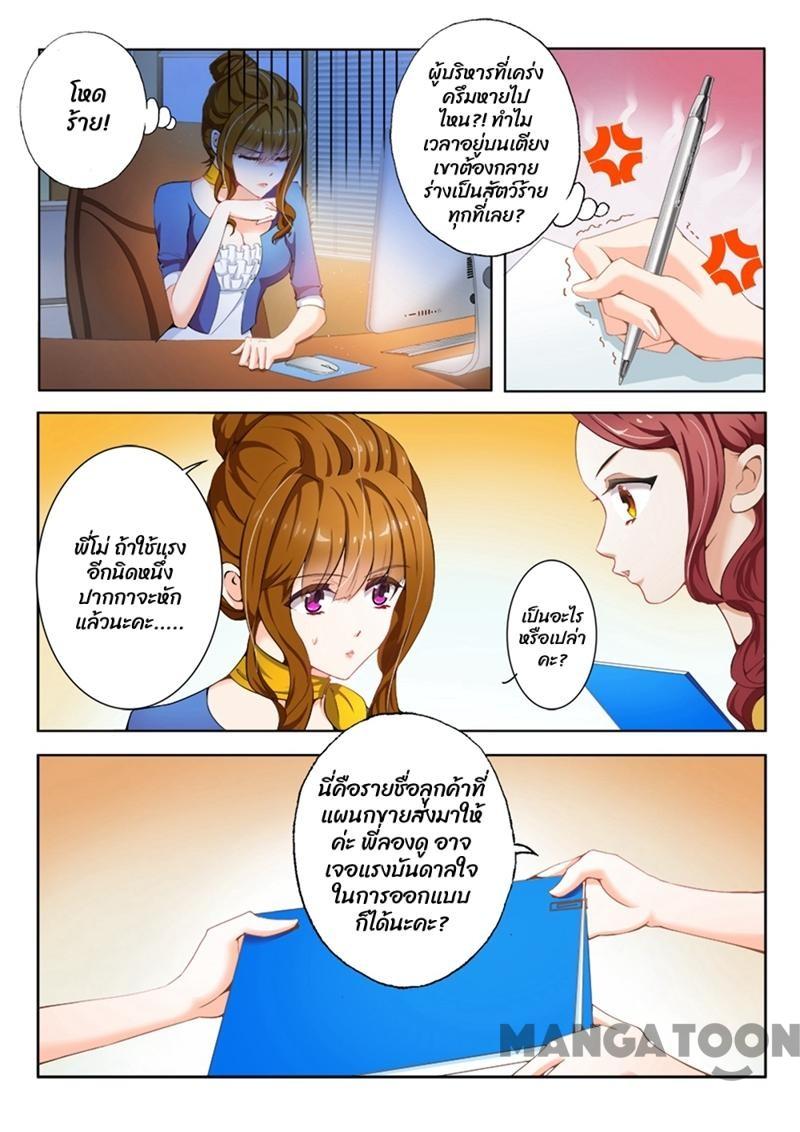 โหด
ร้าย!
ผู้บริหารที่เคร่ง
ครึมหายไป
ไหน?! ทำไม
เวลาอยู่บนเตียง
เขาต้องกลาย
ร่างเป็นสัตว์ร้าย
ทุกที่เลย?
พี่โม่ ถ้าใช้แรง
อีกนิดหนึ่ง
ปากกาจะหัก
แล้วนะคะ.....
เป็นอะไร
หรือเปล่า
คะ?
นี่คือรายชื่อลูกค้าที่
แผนกขายส่งมาให้
ค่ะ พี่ลองดู อาจ
เจอแรงบันดาลใจ
ในการออกแบบ
ก็ได้นะคะ?
MANGATOON